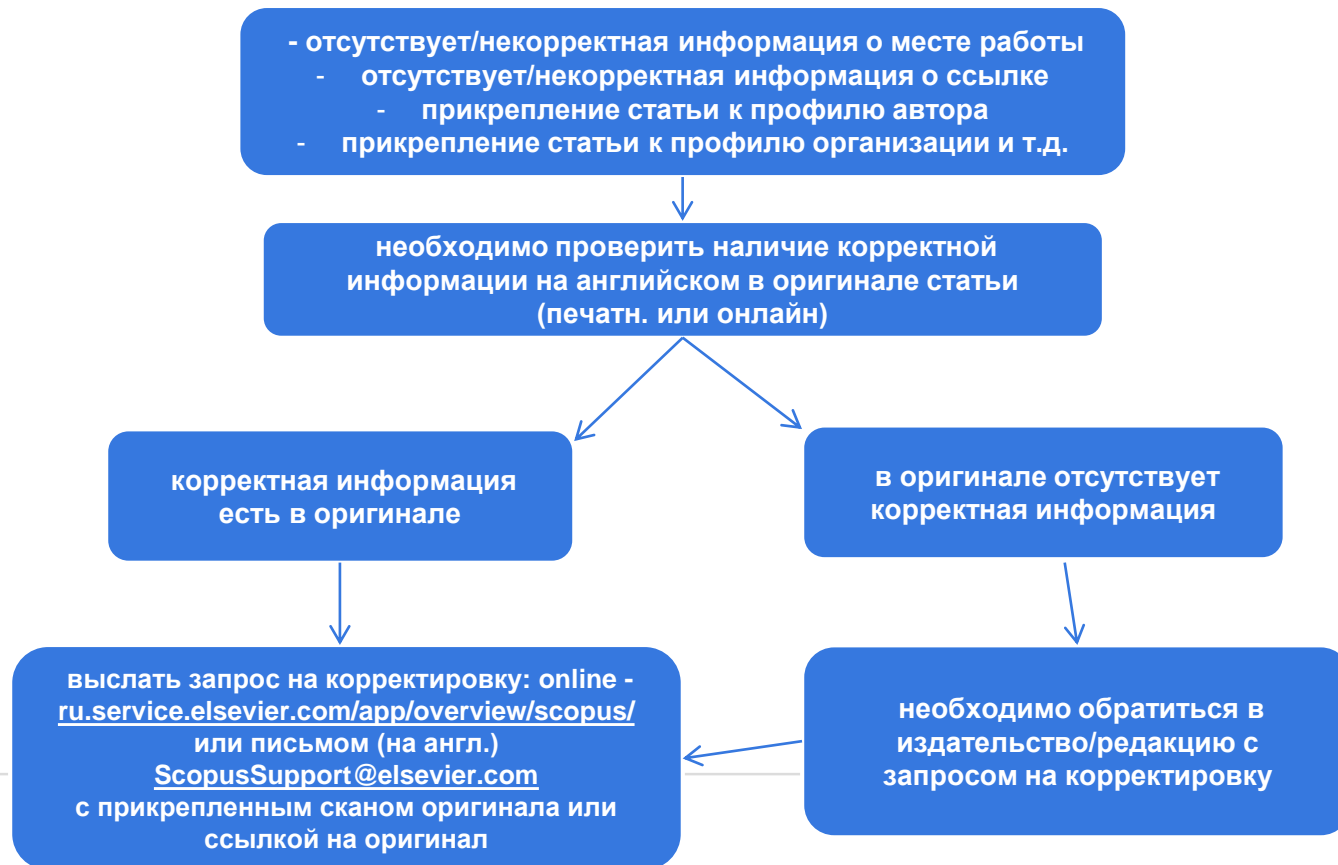 - отсутствует/некорректная информация о месте работы
- отсутствует/некорректная информация о ссылке
- прикрепление статьи к профилю автора
- прикрепление статьи к профилю организации и т.д.
необходимо проверить наличие корректной
информации на английском в оригинале статьи
(печатн. или онлайн)
корректная информация
есть в оригинале
в оригинале отсутствует
корректная информация
выслать запрос на корректировку: online -
ru.service.elsevier.com/app/overview/scopus/
или письмом (на англ.)
ScopusSupport@elsevier.com
с прикрепленным сканом оригинала или
ссылкой на оригинал
необходимо обратиться в
издательство/редакцию с
запросом на корректировку